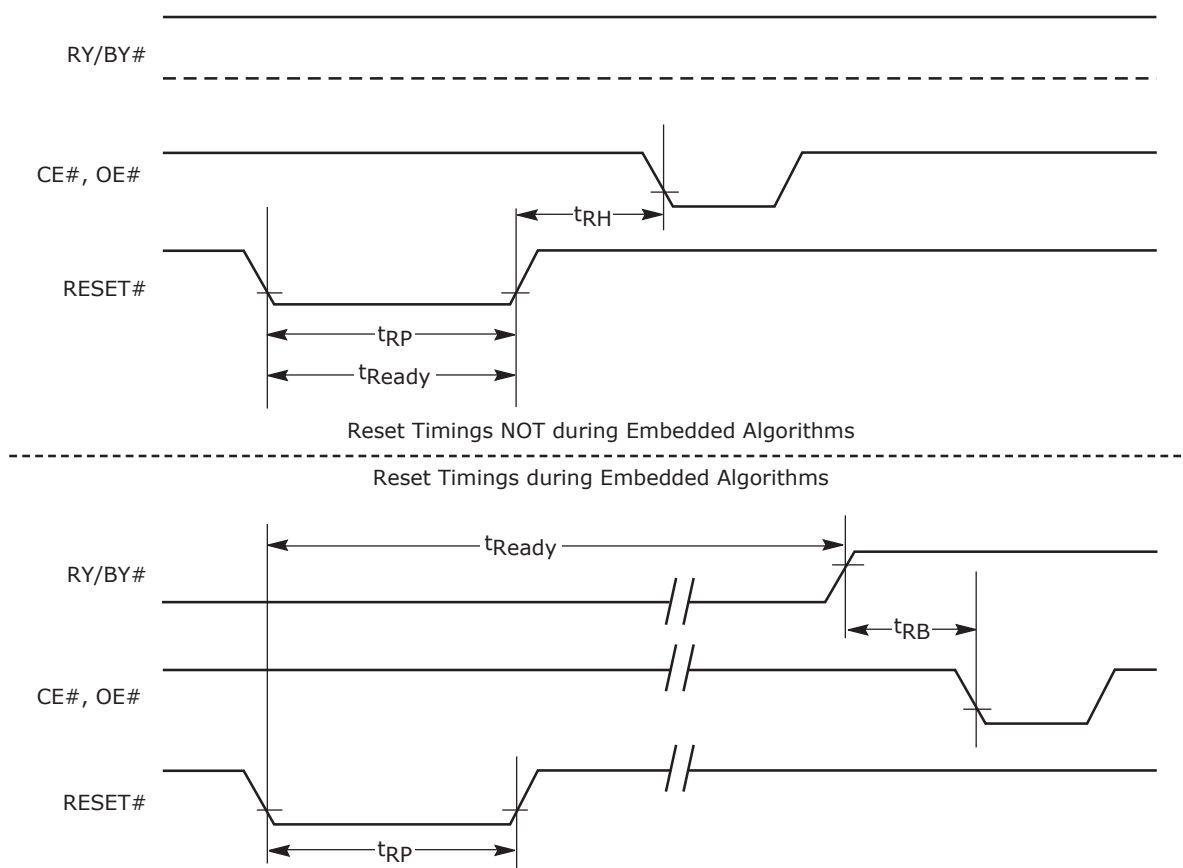 RY/BY#
CE#, OE#
tRH
RESET#
tRP
tReady
Reset Timings NOT during Embedded Algorithms
Reset Timings during Embedded Algorithms
tReady
RY/BY#
tRB
CE#, OE#
RESET#
tRP